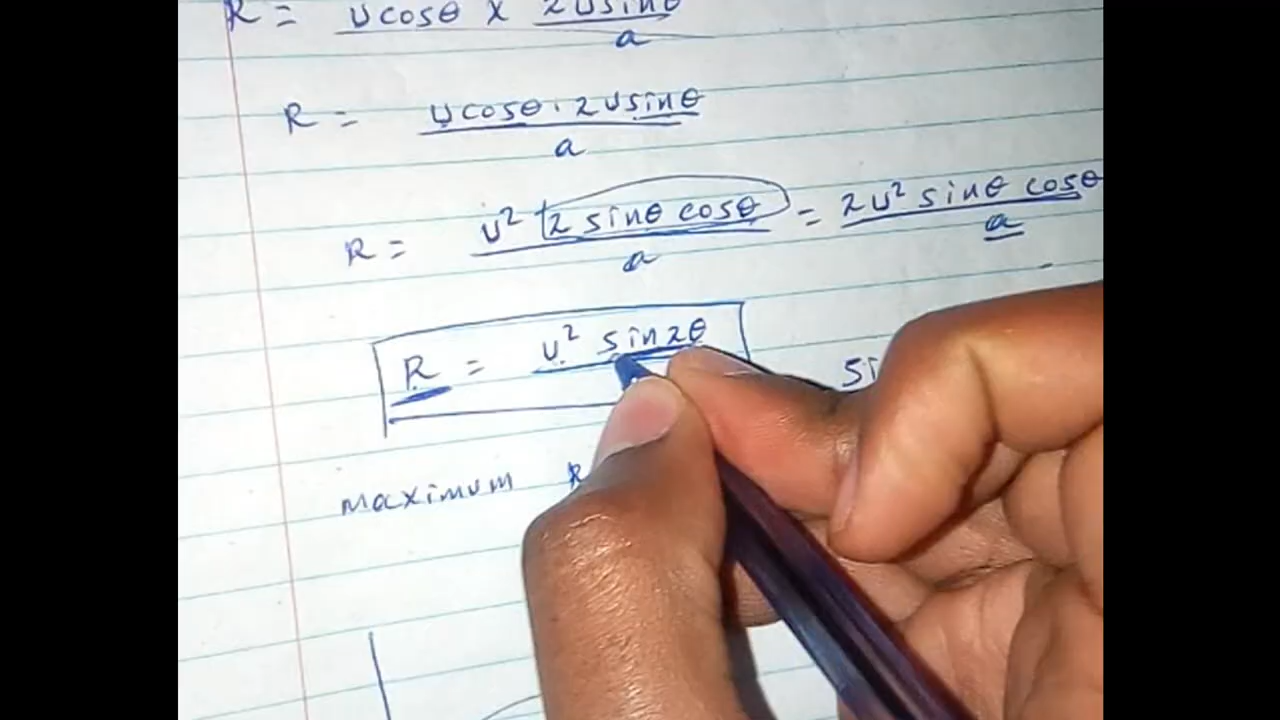 R = ucosθ × 2usinθ / a
R = ucosθ · 2usinθ / a
R = u² 2 sinθ cosθ / a = 2u² sinθ cosθ / a
R = u² sin2θ
maximum R